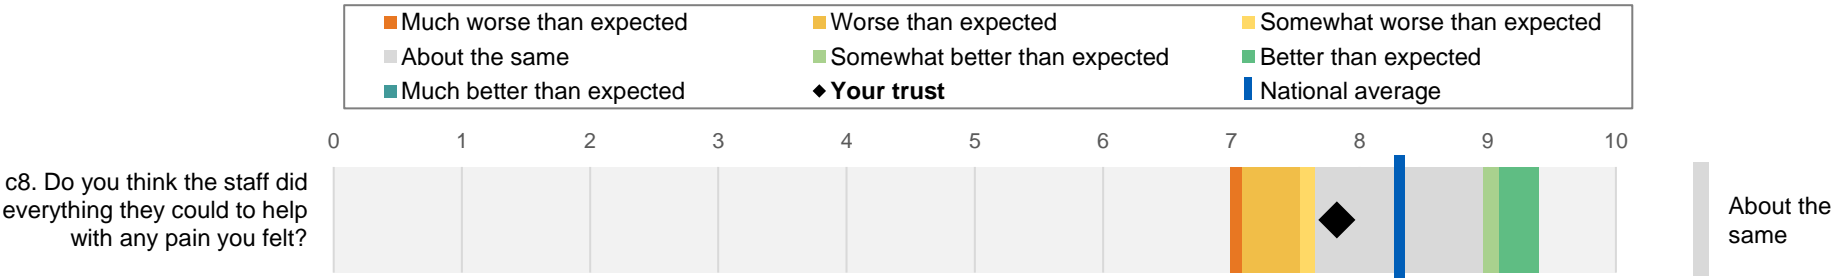 Much worse than expected Worse than expected Somewhat worse than expected
About the same Somewhat better than expected Better than expected
Much better than expected Your trust National average
0 1 2 3 4 5 6 7 8 9 10
c8. Do you think the staff did
everything they could to help
with any pain you felt?
About the
same